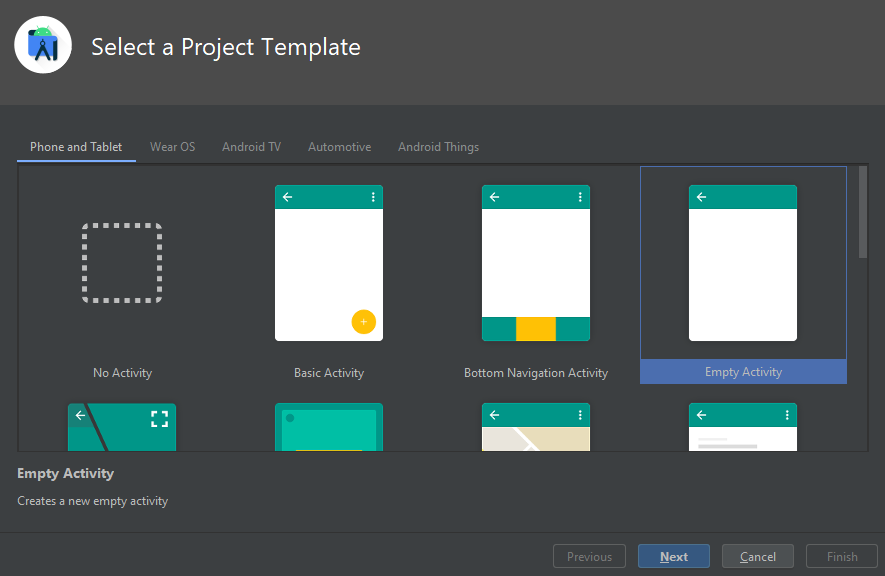 Select a Project Template
Phone and Tablet Wear OS Android TV Automotive Android Things
No Activity Basic Activity Bottom Navigation Activity Empty Activity
Empty Activity
Creates a new empty activity
Previous Next Cancel Finish